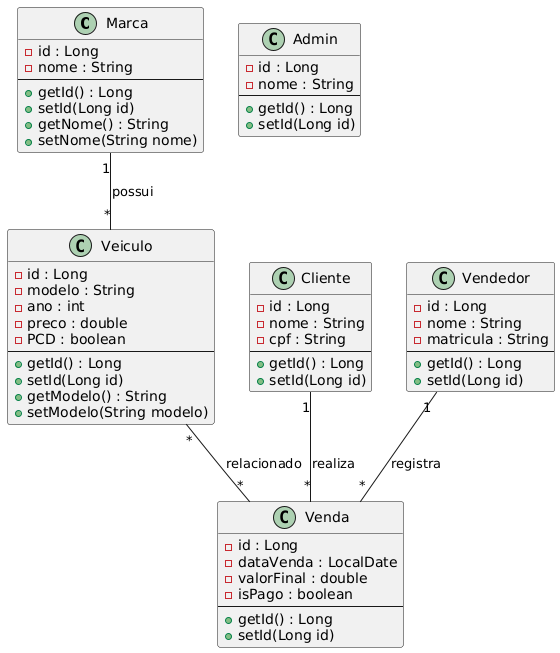 C Marca
id : Long
nome : String
getId() : Long
setId(Long id)
getNome() : String
setNome(String nome)
C Admin
id : Long
nome : String
getId() : Long
setId(Long id)
1
possui
*
C Veiculo
id : Long
modelo : String
ano : int
preco : double
PCD : boolean
getId() : Long
setId(Long id)
getModelo() : String
setModelo(String modelo)
C Cliente
id : Long
nome : String
cpf : String
getId() : Long
setId(Long id)
C Vendedor
id : Long
nome : String
matricula : String
getId() : Long
setId(Long id)
*
relacionado
*
1
realiza
*
1
registra
*
C Venda
id : Long
dataVenda : LocalDate
valorFinal : double
isPago : boolean
getId() : Long
setId(Long id)